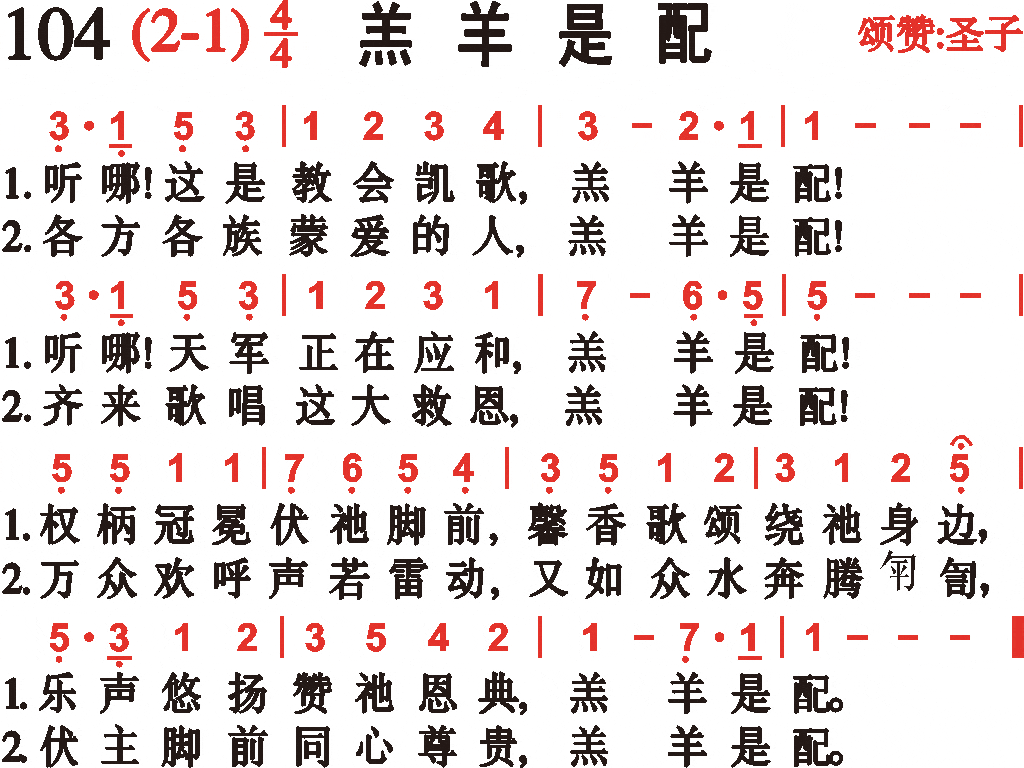 104 (2-1) 4/4 羔羊是配 颂赞:圣子
3· 1 5 3 | 1 2 3 4 | 3 – 2· 1 | 1 – – – |
1. 听哪!这是教会凯歌, 羔 羊是配!
2. 各方各族蒙爱的人, 羔 羊是配!
3· 1 5 3 | 1 2 3 1 | 7 – 6· 5 | 5 – – – |
1. 听哪!天军正在应和, 羔 羊是配!
2. 齐来歌唱这大救恩, 羔 羊是配!
5 5 1 1 | 7 6 5 4 | 3 5 1 2 | 3 1 2 5 |
1. 权柄冠冕伏祂脚前, 馨香歌颂绕祂身边,
2. 万众欢呼声若雷动, 又如众水奔腾匉訇,
5· 3 1 2 | 3 5 4 2 | 1 – 7· 1 | 1 – – –
1. 乐声悠扬赞祂恩典, 羔 羊是配。
2. 伏主脚前同心尊贵, 羔 羊是配。